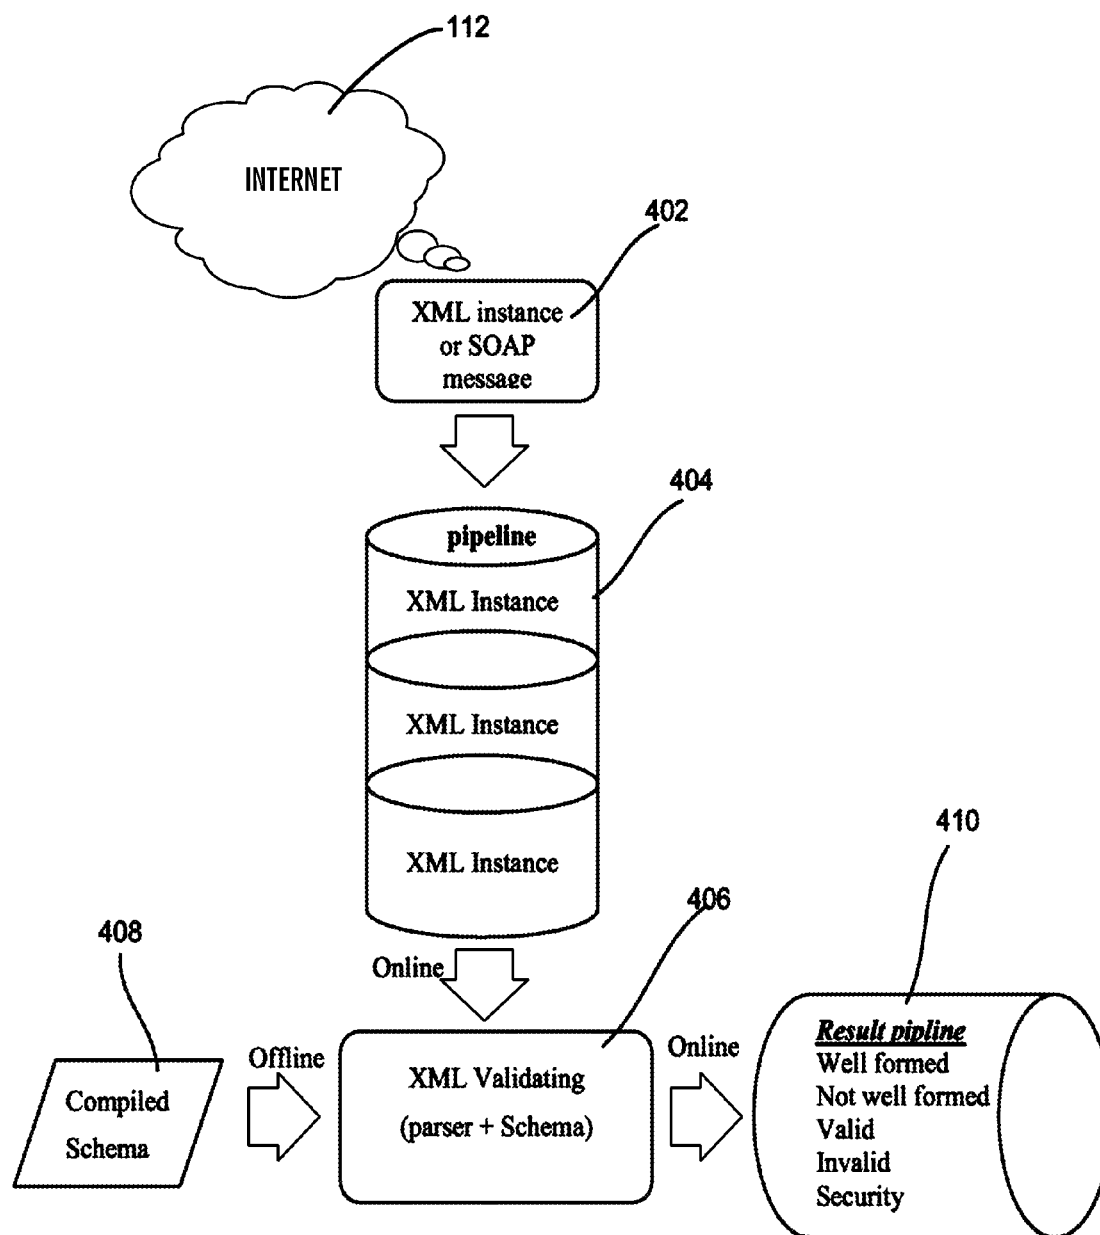 112
INTERNET
402
XML instance
or SOAP
message
404
pipeline
XML Instance
XML Instance
XML Instance
410
406
408
Online
Result pipline
Offline
Online
Well formed
XML Validating
Not well formed
Compiled
(parser + Schema)
Valid
Schema
Invalid
Security